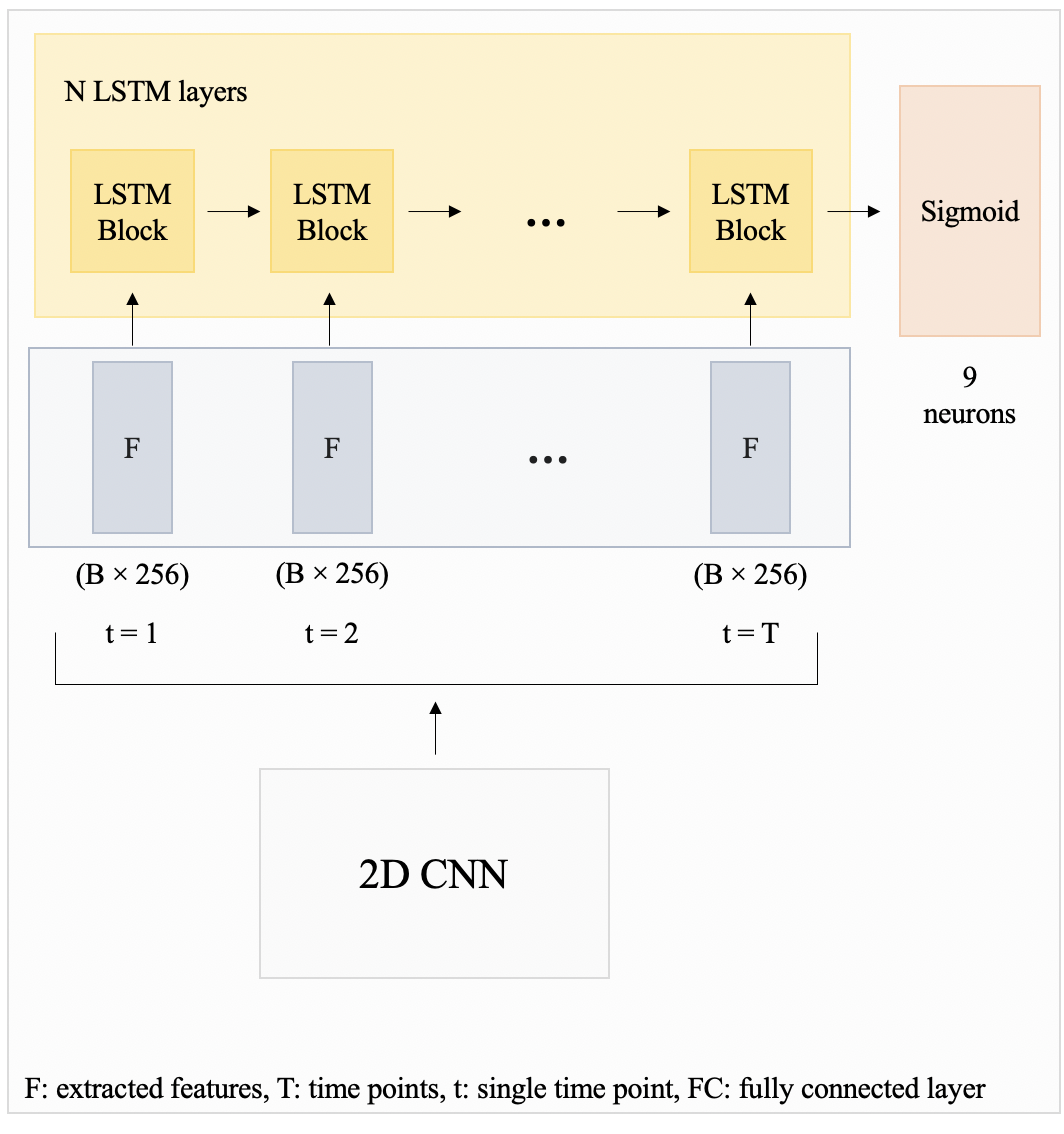 N LSTM layers
LSTM
Block
LSTM
Block
...
LSTM
Block
Sigmoid
9
neurons
F
F
...
F
(B × 256)
(B × 256)
(B × 256)
t = 1
t = 2
t = T
2D CNN
F: extracted features, T: time points, t: single time point, FC: fully connected layer